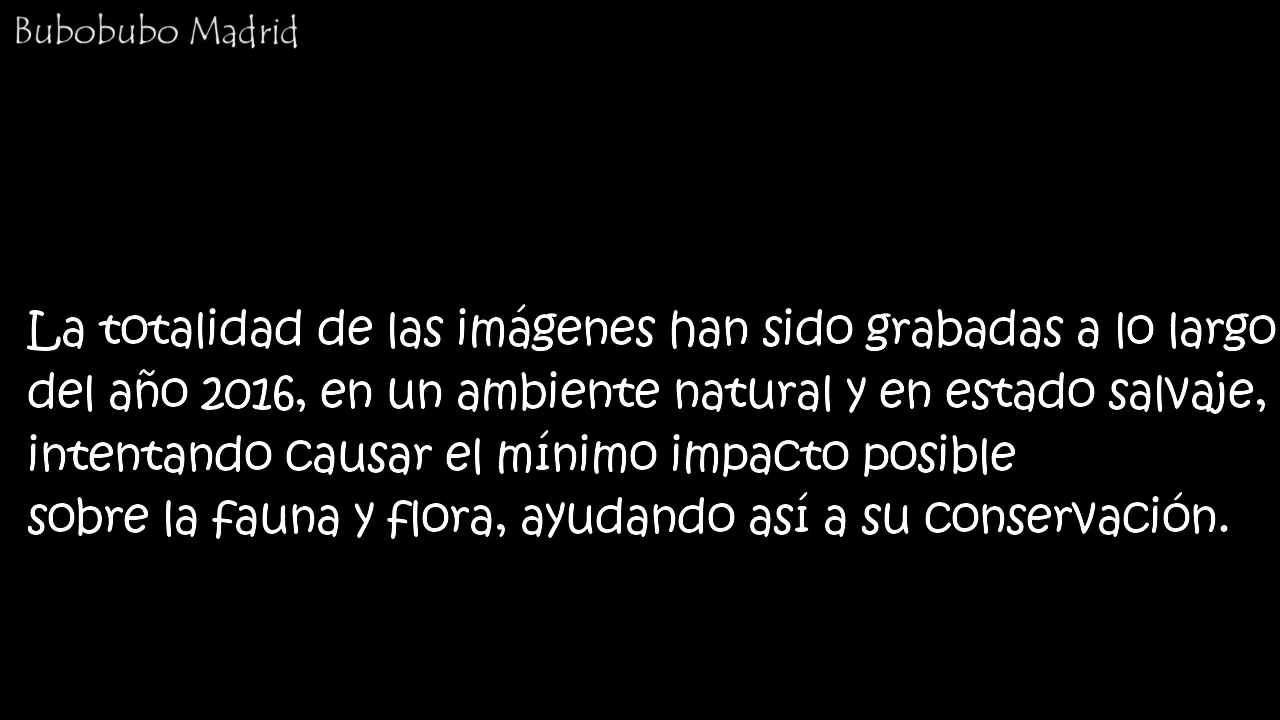 Bubobubo Madrid
La totalidad de las imágenes han sido grabadas a lo largo
del año 2016, en un ambiente natural y en estado salvaje,
intentando causar el mínimo impacto posible
sobre la fauna y flora, ayudando así a su conservación.